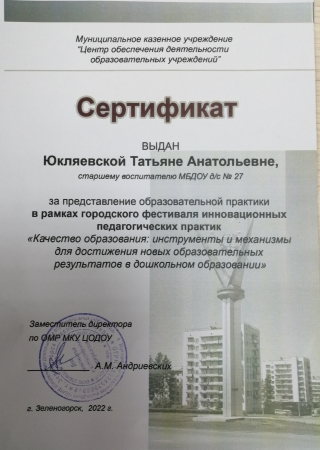 Муниципальное казенное учреждение
"Центр обеспечения деятельности
образовательных учреждений"
Сертификат
ВЫДАН
Юкляевской Татьяне Анатольевне,
старшему воспитателю МБДОУ д/с № 27
за представление образовательной практики
в рамках городского фестиваля инновационных
педагогических практик
«Качество образования: инструменты и механизмы
для достижения новых образовательных
результатов в дошкольном образовании»
Заместитель директора
по ОМР МКУ ЦОДОУ
А.М. Андриевских
г. Зеленогорск, 2022 г.